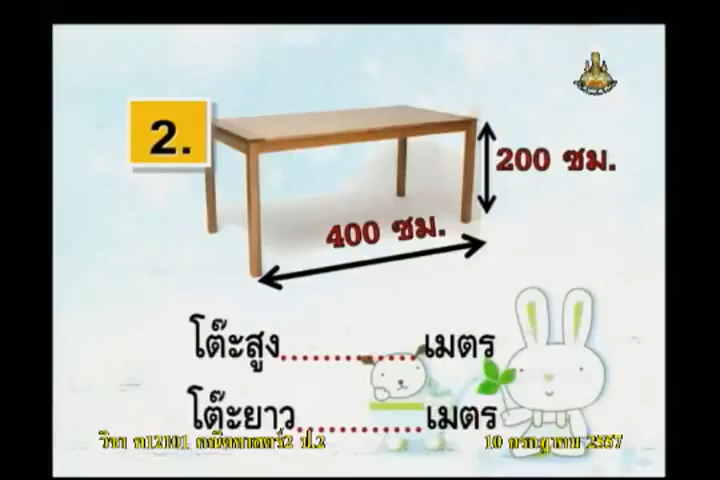 2.
200 ซม.
400 ซม.
โต๊ะสูง..............เมตร
โต๊ะยาว.............เมตร
วิชา ค12101 คณิตศาสตร์2 ป.2
10 กรกฎาคม 2557